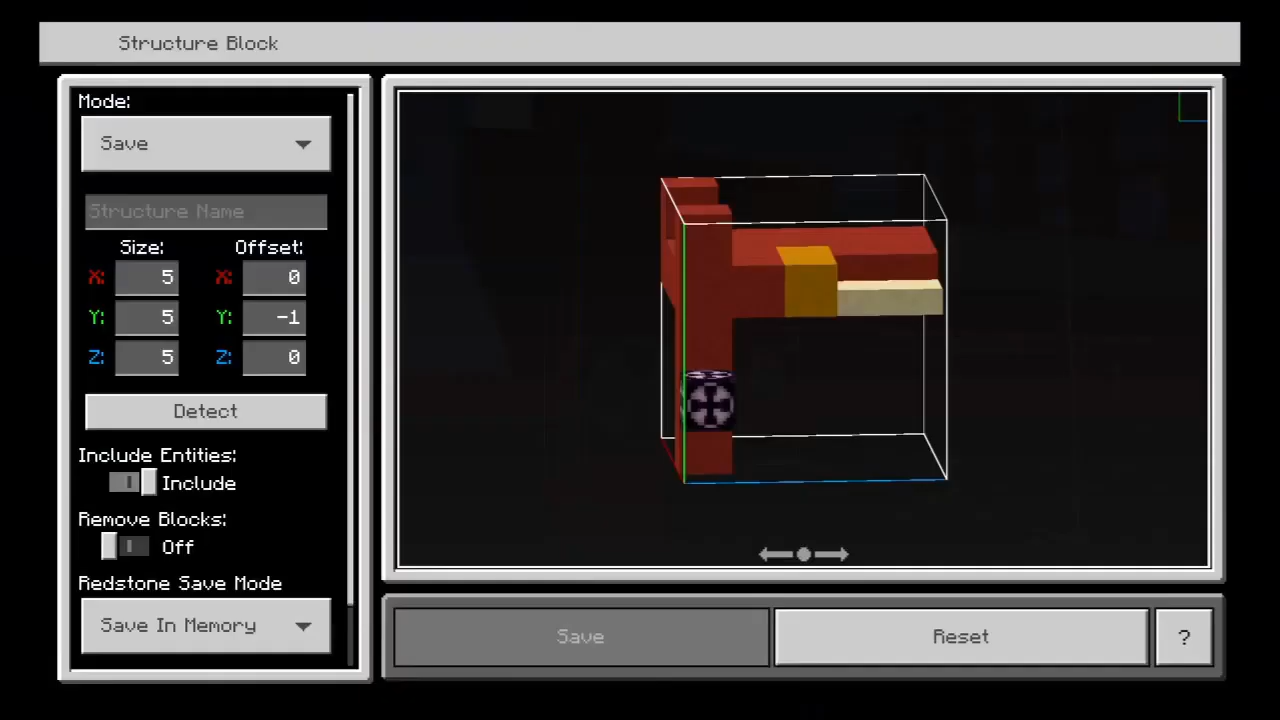 Structure Block
Mode:
Save
Structure Name
Size: Offset:
X: 5 X: 0
Y: 5 Y: -1
Z: 5 Z: 0
Detect
Include Entities:
Include
Remove Blocks:
Off
Redstone Save Mode
Save In Memory
Save Reset ?